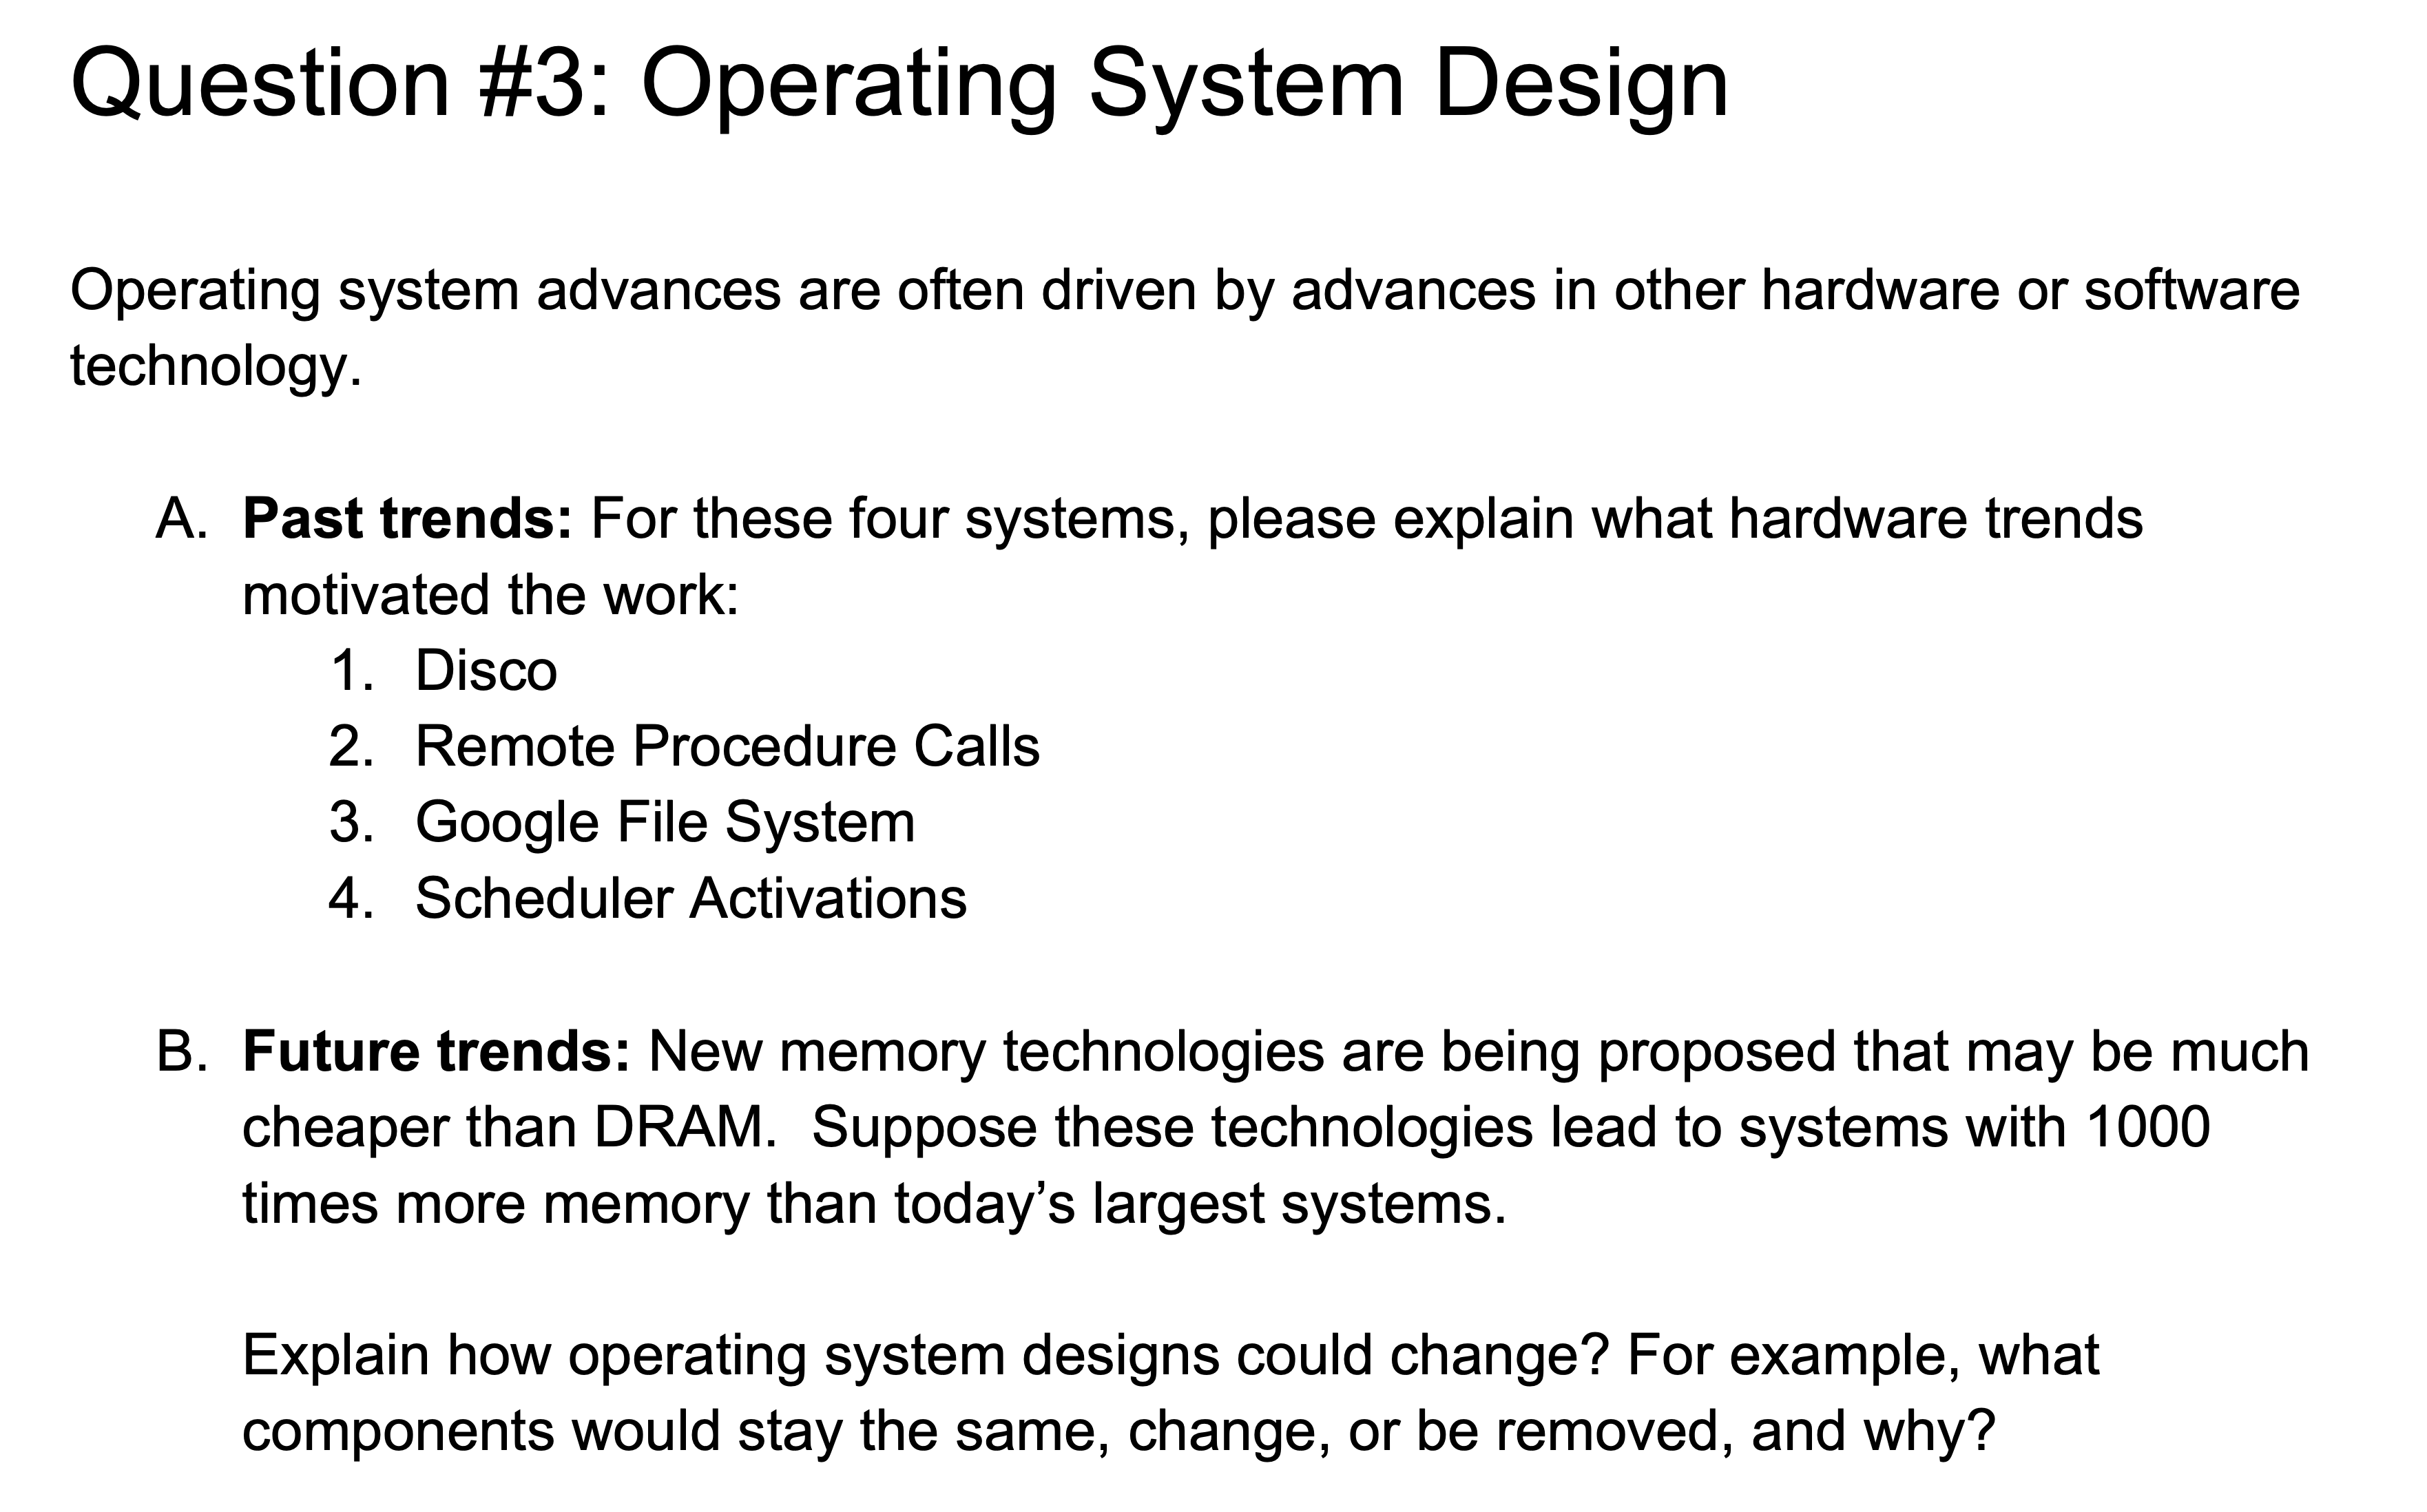 Question #3: Operating System Design
Operating system advances are often driven by advances in other hardware or software
technology.
A. Past trends: For these four systems, please explain what hardware trends
motivated the work:
1. Disco
2. Remote Procedure Calls
3. Google File System
4. Scheduler Activations
B. Future trends: New memory technologies are being proposed that may be much
cheaper than DRAM.  Suppose these technologies lead to systems with 1000
times more memory than today’s largest systems.
Explain how operating system designs could change? For example, what
components would stay the same, change, or be removed, and why?